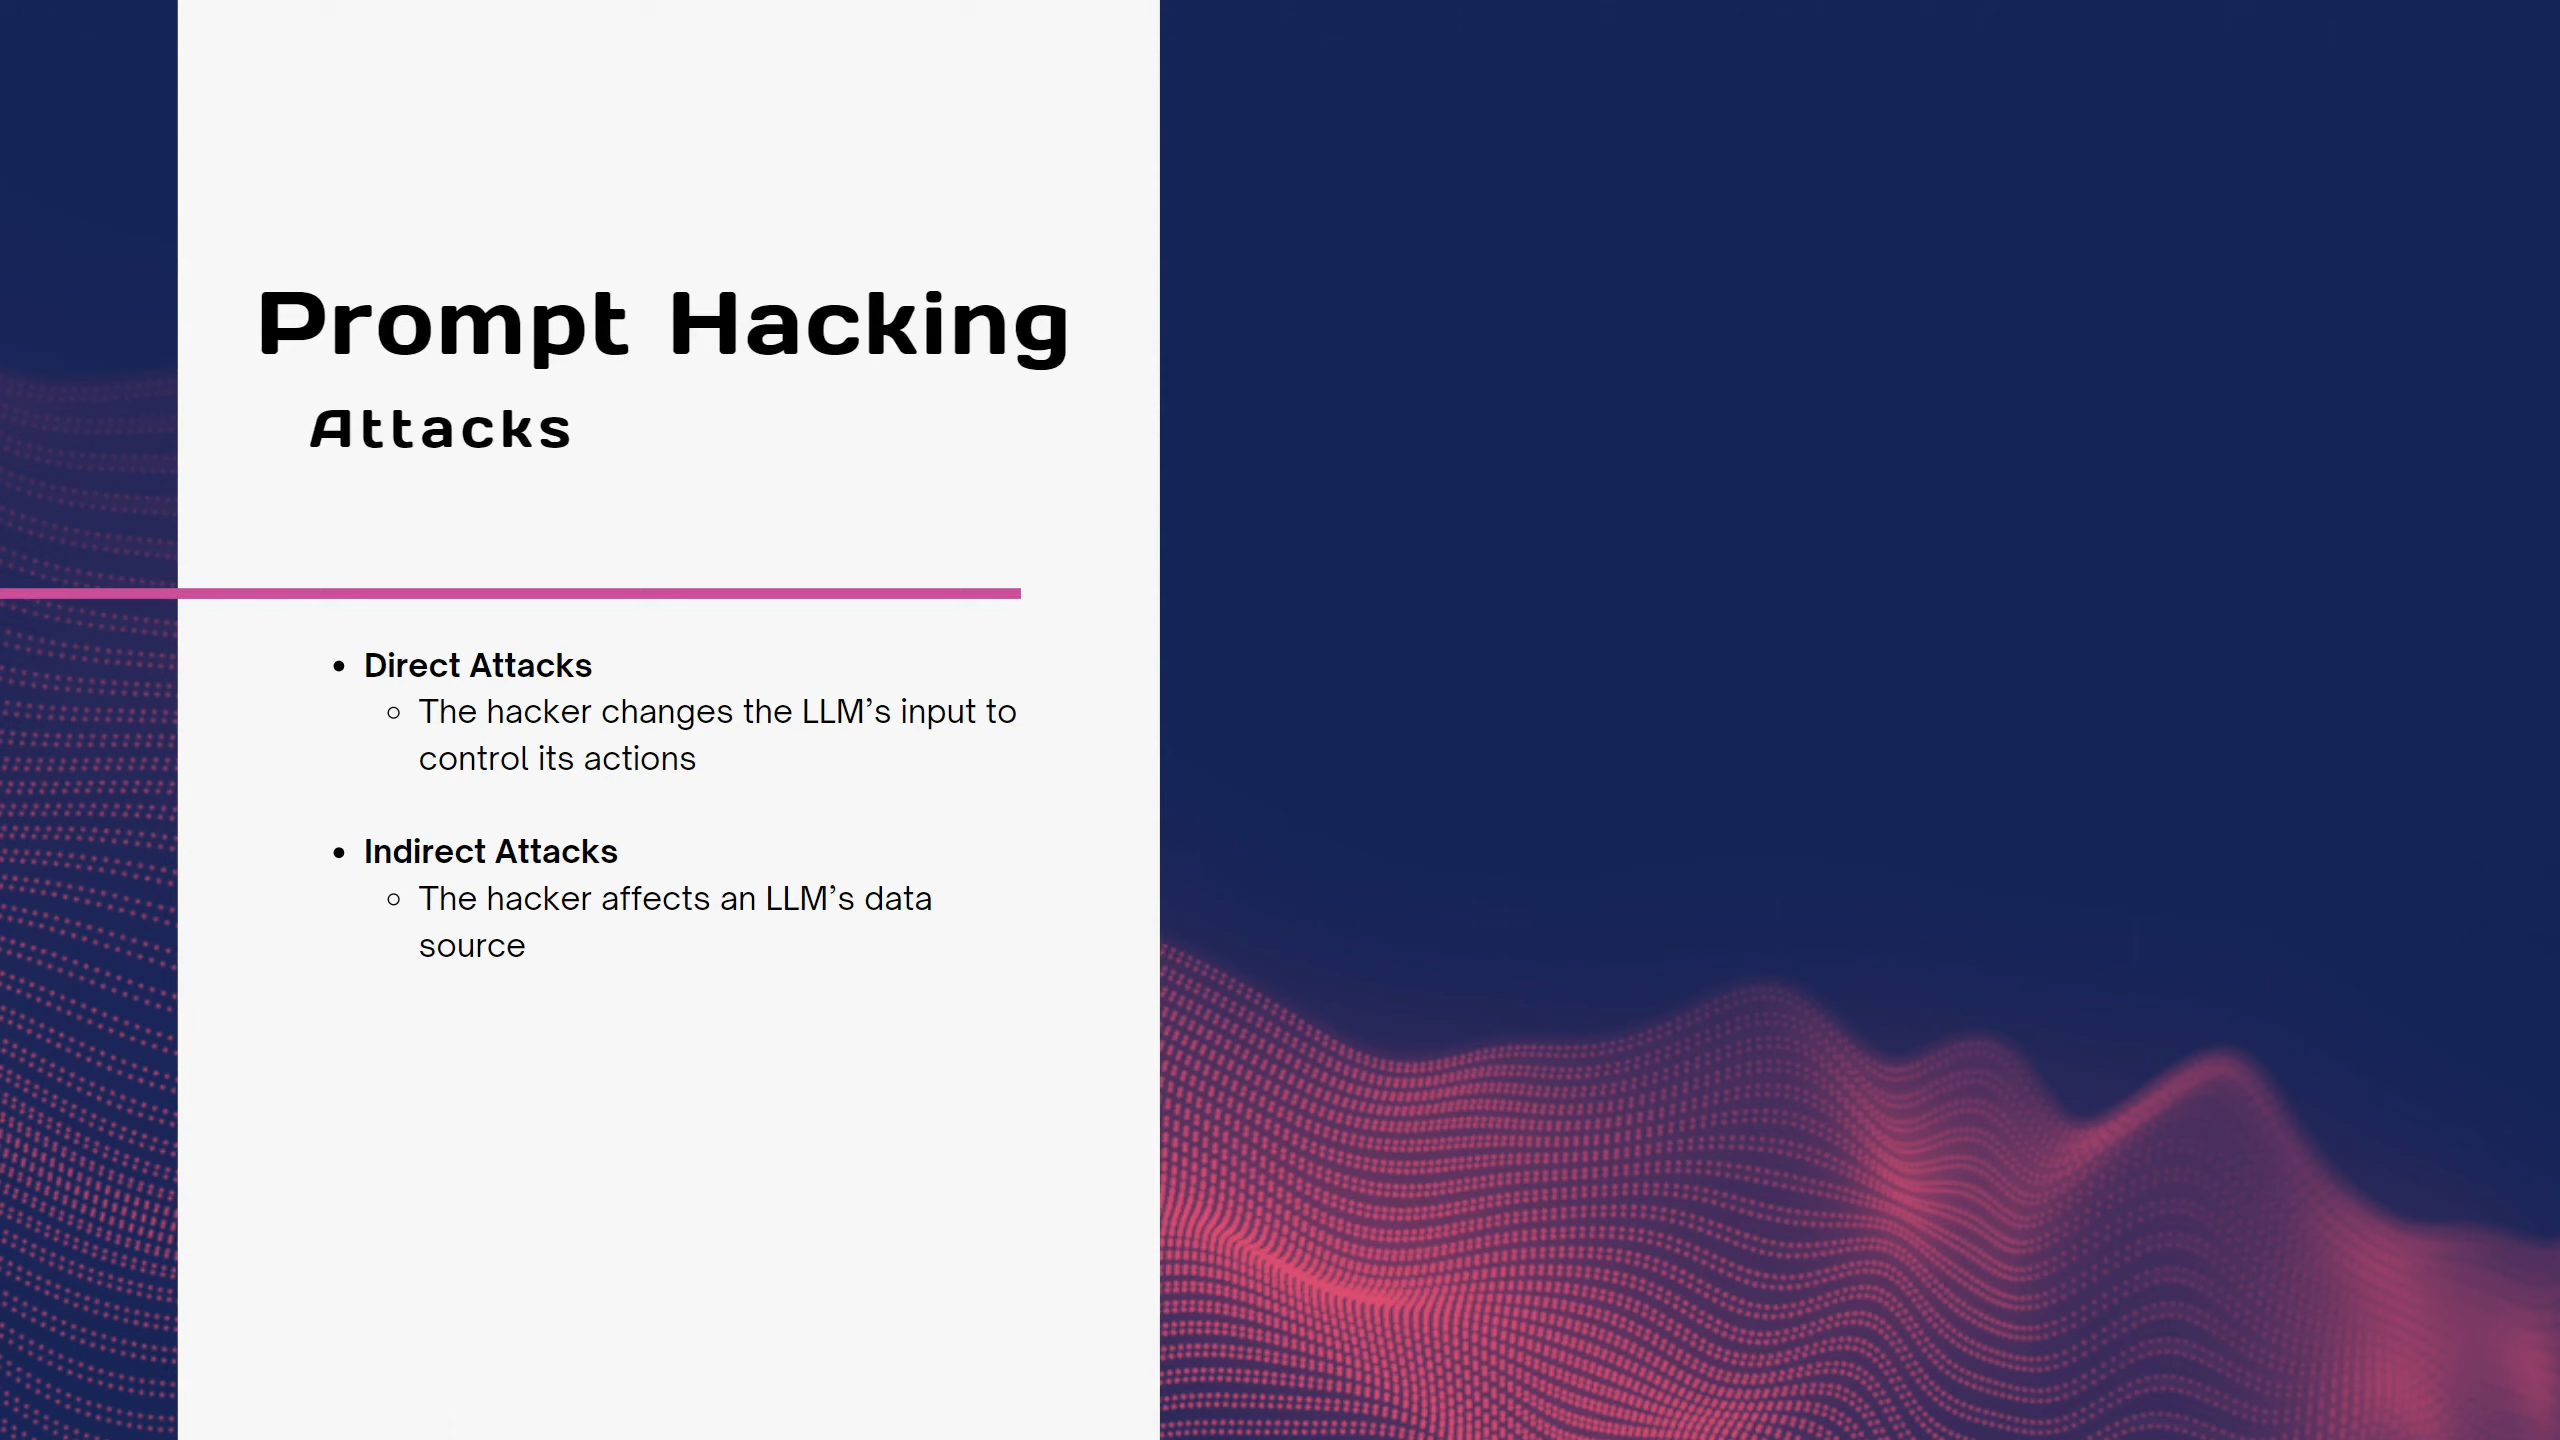 Prompt Hacking
Attacks
• Direct Attacks
◦ The hacker changes the LLM’s input to
control its actions
• Indirect Attacks
◦ The hacker affects an LLM’s data
source